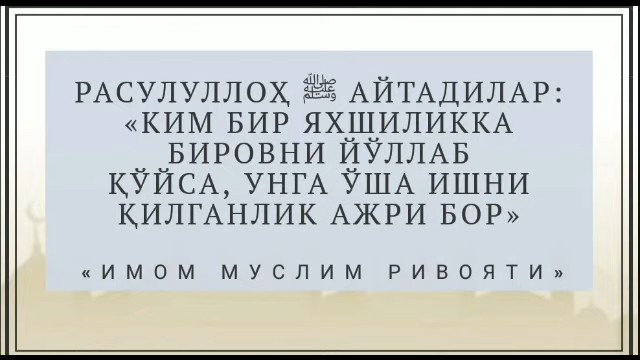 РАСУЛУЛЛОҲ ﷺ АЙТАДИЛАР:
«КИМ БИР ЯХШИЛИККА
БИРОВНИ ЙЎЛЛАБ
ҚЎЙСА, УНГА ЎША ИШНИ
ҚИЛГАНЛИК АЖРИ БОР»
«ИМОМ МУСЛИМ РИВОЯТИ»